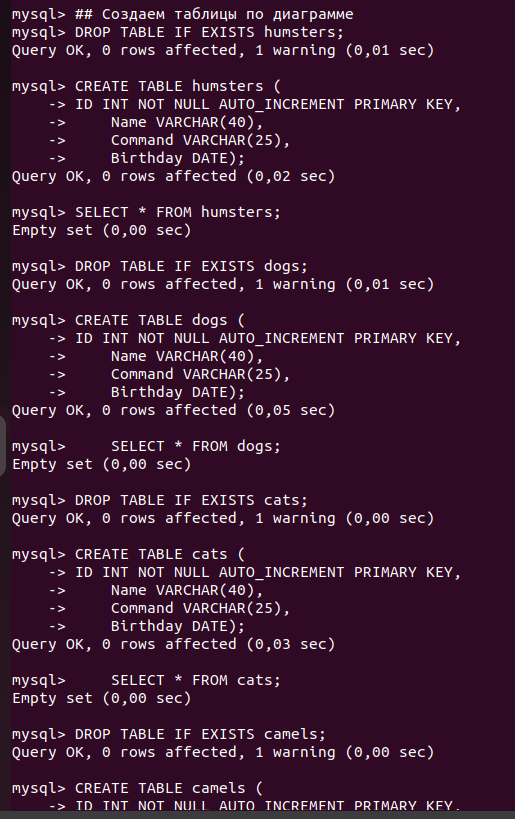 mysql> ## Создаем таблицы по диаграмме
mysql> DROP TABLE IF EXISTS humsters;
Query OK, 0 rows affected, 1 warning (0,01 sec)
mysql> CREATE TABLE humsters (
    -> ID INT NOT NULL AUTO_INCREMENT PRIMARY KEY,
    ->     Name VARCHAR(40),
    ->     Command VARCHAR(25),
    ->     Birthday DATE);
Query OK, 0 rows affected (0,02 sec)
mysql> SELECT * FROM humsters;
Empty set (0,00 sec)
mysql> DROP TABLE IF EXISTS dogs;
Query OK, 0 rows affected, 1 warning (0,01 sec)
mysql> CREATE TABLE dogs (
    -> ID INT NOT NULL AUTO_INCREMENT PRIMARY KEY,
    ->     Name VARCHAR(40),
    ->     Command VARCHAR(25),
    ->     Birthday DATE);
Query OK, 0 rows affected (0,05 sec)
mysql>     SELECT * FROM dogs;
Empty set (0,00 sec)
mysql> DROP TABLE IF EXISTS cats;
Query OK, 0 rows affected, 1 warning (0,00 sec)
mysql> CREATE TABLE cats (
    -> ID INT NOT NULL AUTO_INCREMENT PRIMARY KEY,
    ->     Name VARCHAR(40),
    ->     Command VARCHAR(25),
    ->     Birthday DATE);
Query OK, 0 rows affected (0,03 sec)
mysql>     SELECT * FROM cats;
Empty set (0,00 sec)
mysql> DROP TABLE IF EXISTS camels;
Query OK, 0 rows affected, 1 warning (0,00 sec)
mysql> CREATE TABLE camels (
    -> ID INT NOT NULL AUTO_INCREMENT PRIMARY KEY,